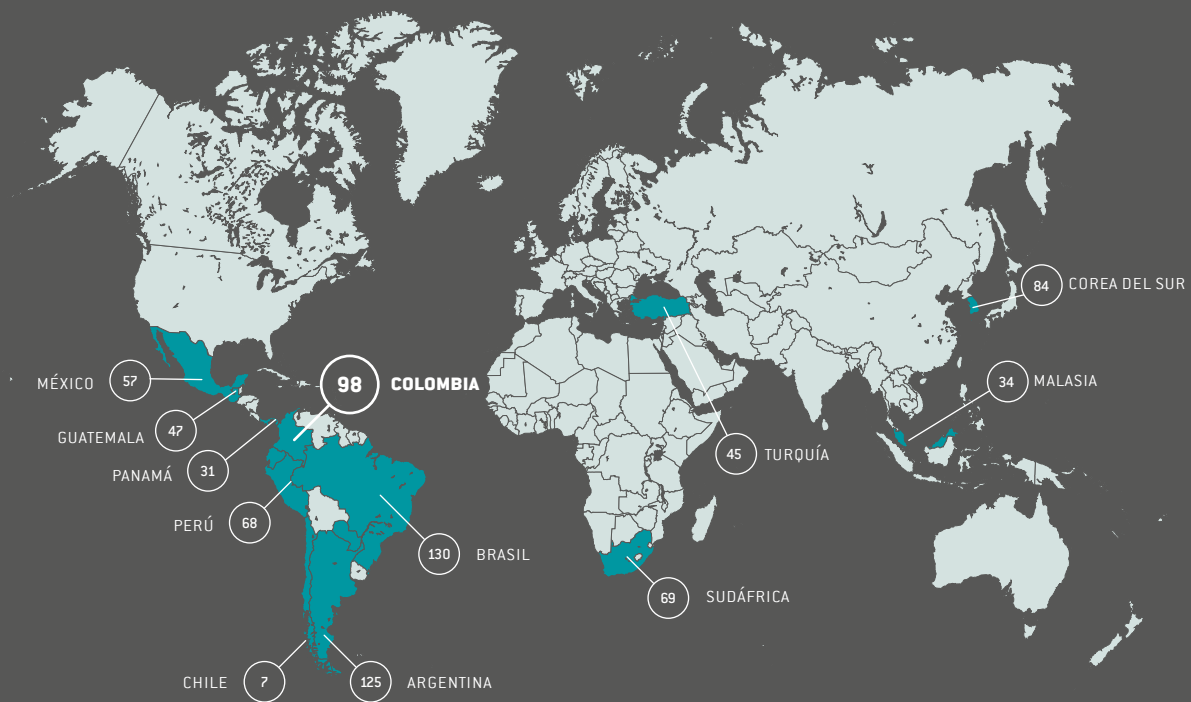 84 COREA DEL SUR
MÉXICO 57
98 COLOMBIA
34 MALASIA
GUATEMALA 47
45 TURQUÍA
PANAMÁ 31
PERÚ 68
130 BRASIL
69 SUDÁFRICA
CHILE 7
125 ARGENTINA